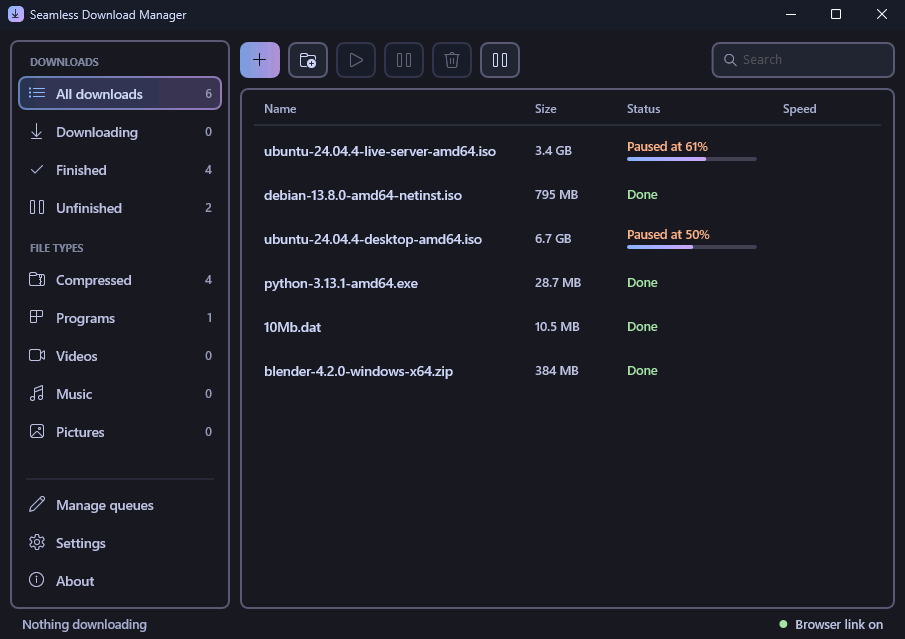 Seamless Download Manager
DOWNLOADS
All downloads 6
Downloading 0
Finished 4
Unfinished 2
FILE TYPES
Compressed 4
Programs 1
Videos 0
Music 0
Pictures 0
Manage queues
Settings
About
Search
Name Size Status Speed
ubuntu-24.04.4-live-server-amd64.iso 3.4 GB Paused at 61%
debian-13.8.0-amd64-netinst.iso 795 MB Done
ubuntu-24.04.4-desktop-amd64.iso 6.7 GB Paused at 50%
python-3.13.1-amd64.exe 28.7 MB Done
10Mb.dat 10.5 MB Done
blender-4.2.0-windows-x64.zip 384 MB Done
Nothing downloading
Browser link on